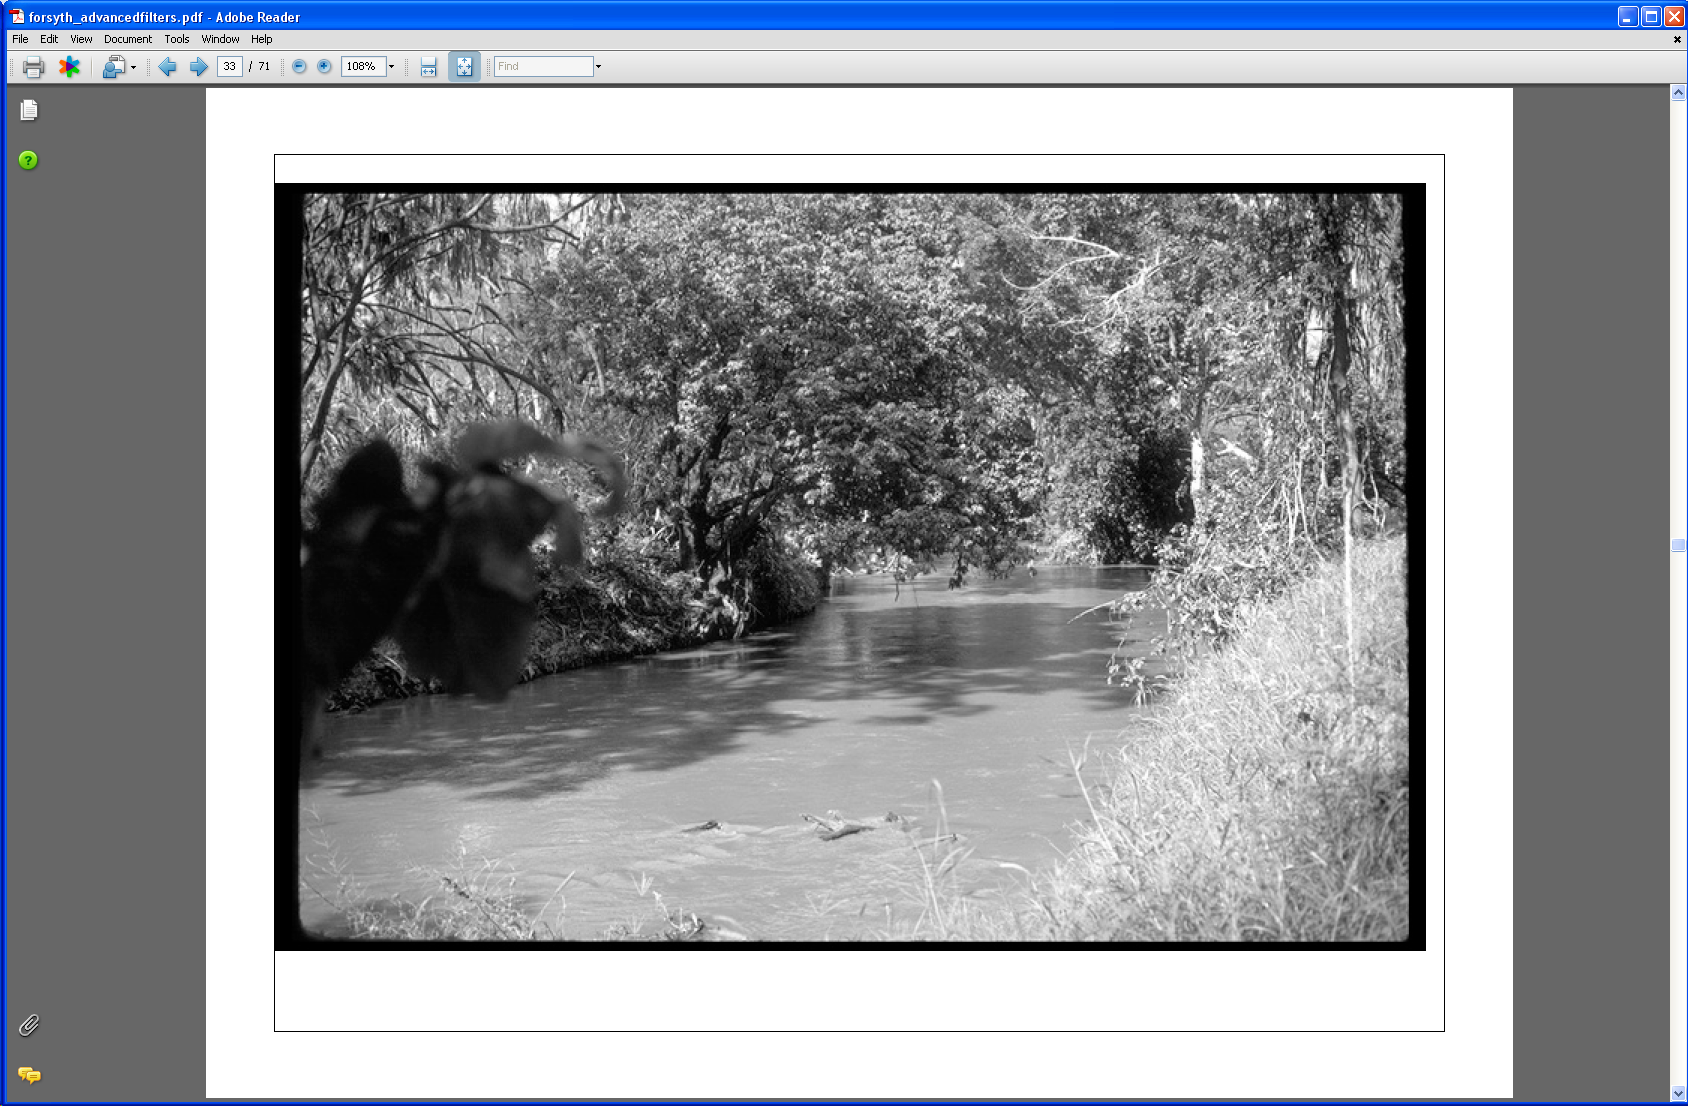 forsyth_advancedfilters.pdf - Adobe Reader
File Edit View Document Tools Window Help
33 / 71 108% Find